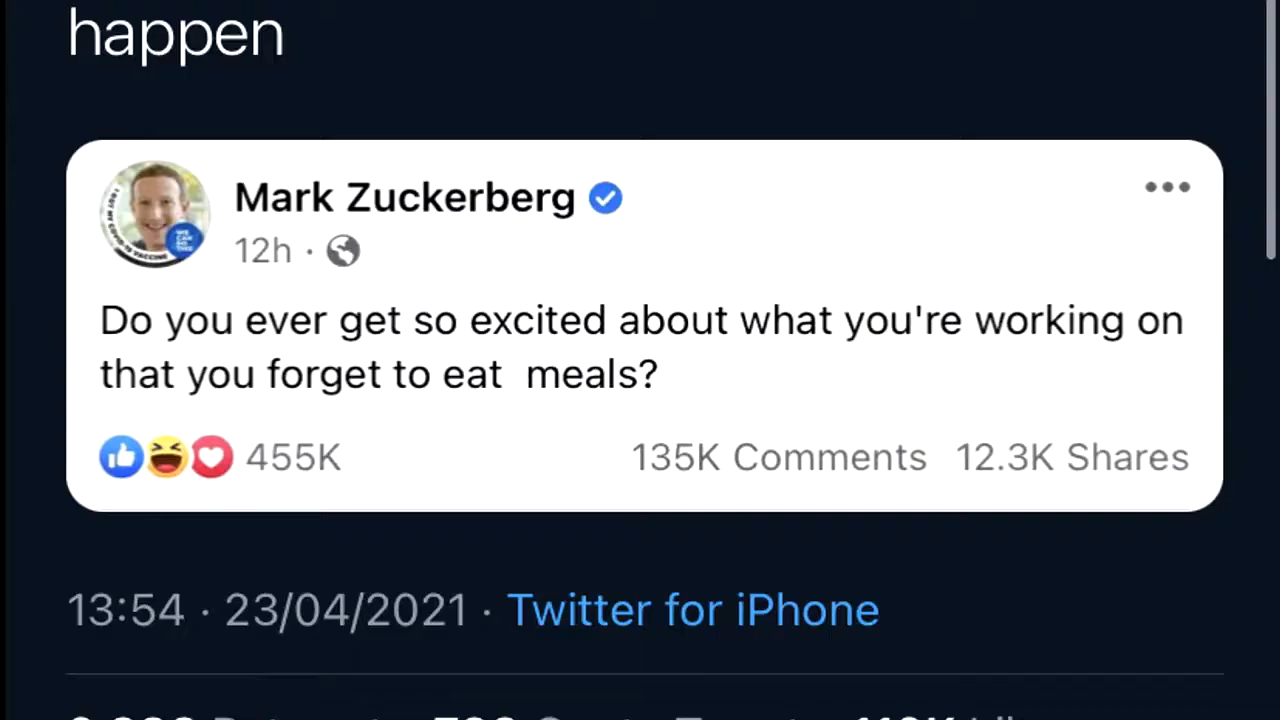 happen
Mark Zuckerberg
12h ·
Do you ever get so excited about what you're working on
that you forget to eat  meals?
455K 135K Comments 12.3K Shares
13:54 · 23/04/2021 · Twitter for iPhone